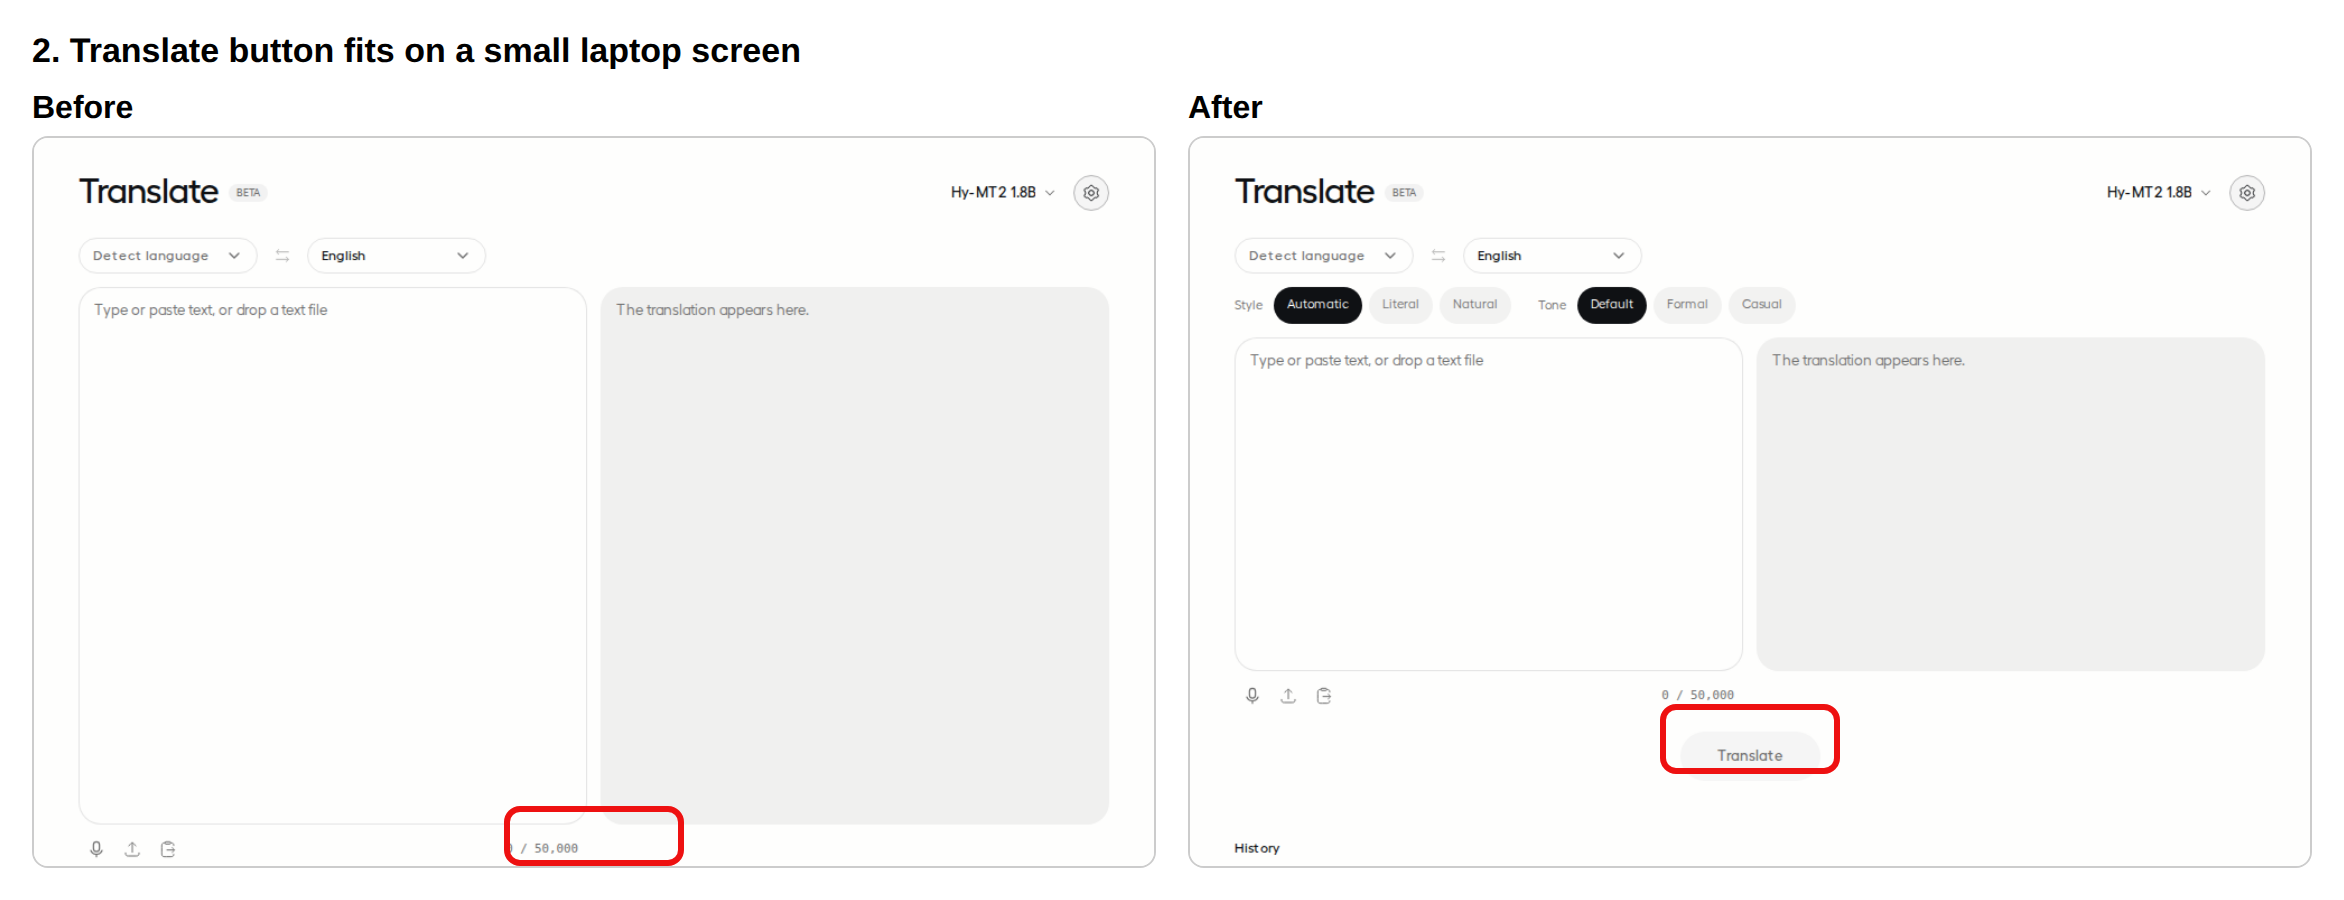 2. Translate button fits on a small laptop screen
Before
Translate BETA
Hy-MT2 1.8B
Detect language
English
Type or paste text, or drop a text file
The translation appears here.
/ 50,000
After
Translate BETA
Hy-MT2 1.8B
Detect language
English
Style Automatic Literal Natural Tone Default Formal Casual
Type or paste text, or drop a text file
The translation appears here.
0 / 50,000
Translate
History